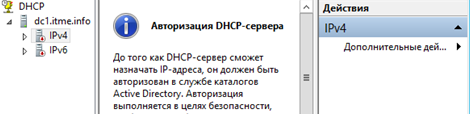 DHCP
dc1.itme.info
IPv4
IPv6
Авторизация DHCP-сервера
До того как DHCP-сервер сможет
назначать IP-адреса, он должен быть
авторизован в службе каталогов
Active Directory. Авторизация
выполняется в целях безопасности,
Действия
IPv4
Дополнительные дей...